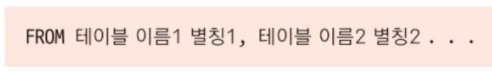 FROM 테이블 이름1 별칭1, 테이블 이름2 별칭2 . . .